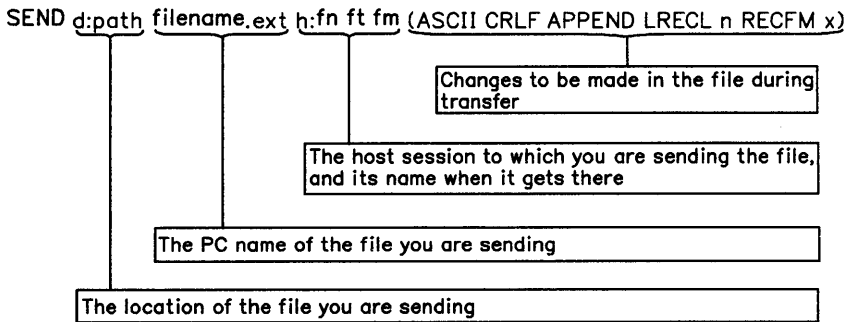 SEND d:path filename.ext h:fn ft fm (ASCII CRLF APPEND LRECL n RECFM x)
Changes to be made in the file during
transfer
The host session to which you are sending the file,
and its name when it gets there
The PC name of the file you are sending
The location of the file you are sending